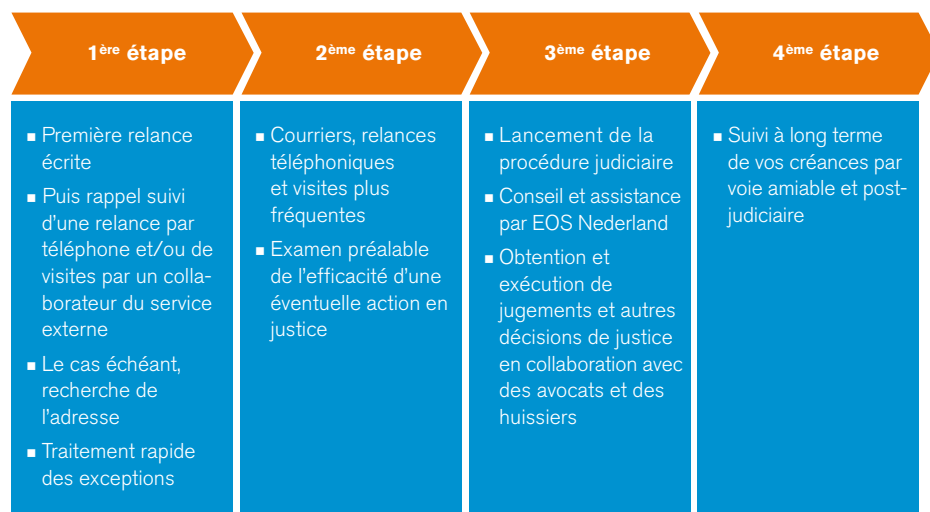 1ère étape
■ Première relance
écrite
■ Puis rappel suivi
d'une relance par
téléphone et/ou de
visites par un colla-
borateur du service
externe
■ Le cas échéant,
recherche de
l'adresse
■ Traitement rapide
des exceptions
2ème étape
■ Courriers, relances
téléphoniques
et visites plus
fréquentes
■ Examen préalable
de l'efficacité d'une
éventuelle action en
justice
3ème étape
■ Lancement de la
procédure judiciaire
■ Conseil et assistance
par EOS Nederland
■ Obtention et
exécution de
jugements et autres
décisions de justice
en collaboration avec
des avocats et des
huissiers
4ème étape
■ Suivi à long terme
de vos créances par
voie amiable et post-
judiciaire